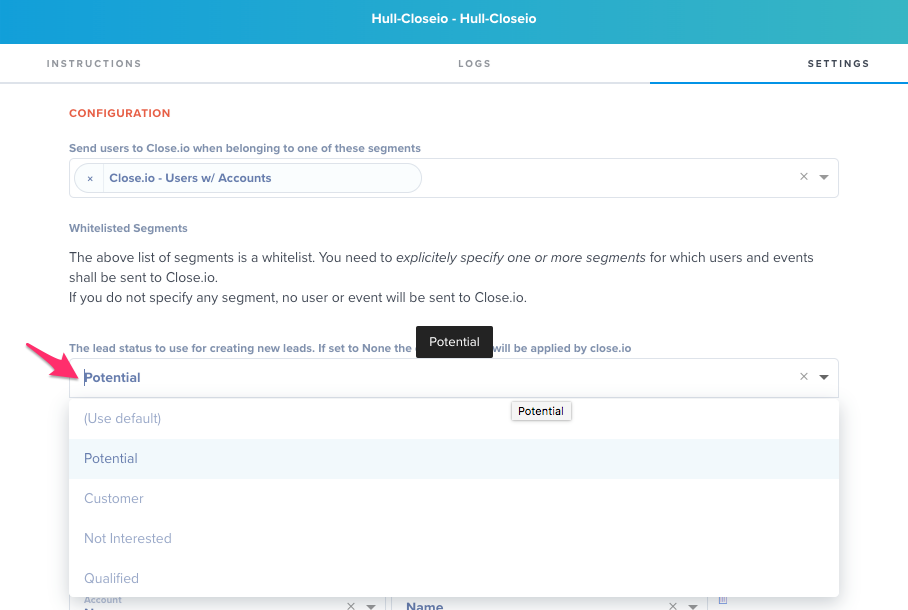 Hull-Closeio - Hull-Closeio
INSTRUCTIONS
LOGS
SETTINGS
CONFIGURATION
Send users to Close.io when belonging to one of these segments
× Close.io - Users w/ Accounts
Whitelisted Segments
The above list of segments is a whitelist. You need to explicitely specify one or more segments for which users and events
shall be sent to Close.io.
If you do not specify any segment, no user or event will be sent to Close.io.
Potential
The lead status to use for creating new leads. If set to None the will be applied by close.io
Potential
Potential
(Use default)
Potential
Customer
Not Interested
Qualified
Account
Name